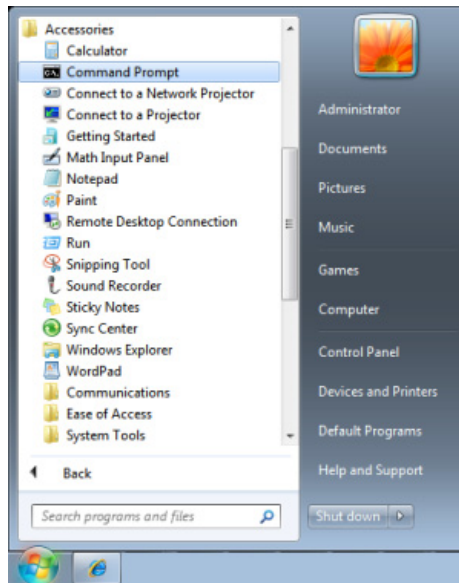 Accessories
Calculator
Command Prompt
Connect to a Network Projector
Connect to a Projector
Getting Started
Math Input Panel
Notepad
Paint
Remote Desktop Connection
Run
Snipping Tool
Sound Recorder
Sticky Notes
Sync Center
Windows Explorer
WordPad
Communications
Ease of Access
System Tools
Back
Search programs and files
Administrator
Documents
Pictures
Music
Games
Computer
Control Panel
Devices and Printers
Default Programs
Help and Support
Shut down